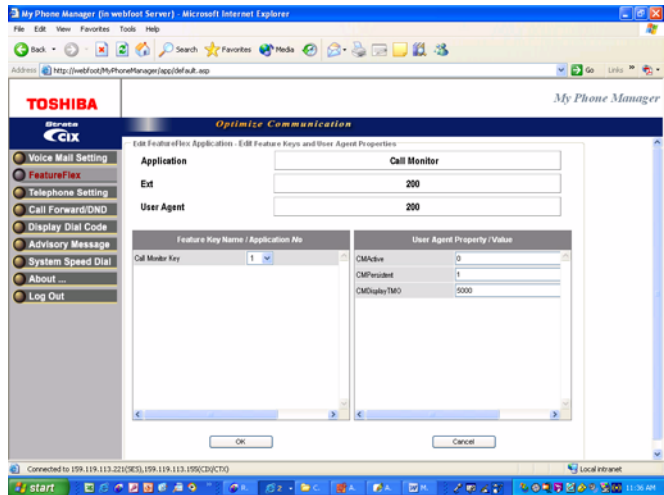 My Phone Manager (in webfoot Server) - Microsoft Internet Explorer
File Edit View Favorites Tools Help
Back Search Favorites Media
Address http://webfoot/MyPhoneManager/app/default.asp Go Links »
TOSHIBA
My Phone Manager
Strata
CIX
Optimize Communication
Edit FeatureFlex Application - Edit Feature Keys and User Agent Properties
Voice Mail Setting
FeatureFlex
Telephone Setting
Call Forward/DND
Display Dial Code
Advisory Message
System Speed Dial
About ...
Log Out
Application Call Monitor
Ext 200
User Agent 200
Feature Key Name / Application No
User Agent Property / Value
Call Monitor Key 1
CMActive 0
CMPersistent 1
CMDisplayTMO 5000
OK Cancel
Connected to 159.119.113.221(SES),159.119.113.155(CDI/CTX) Local intranet
start 11:36 AM